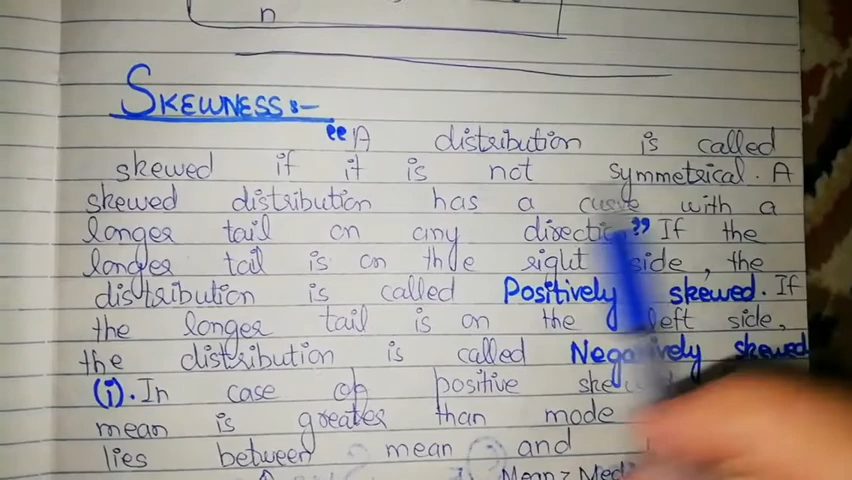 n
SKEWNESS:-
"A distribution is called
skewed if it is not symmetrical. A
skewed distribution has a curve with a
longer tail on any direction" If the
longer tail is on the right side, the
distribution is called Positively skewed. If
the longer tail is on the left side,
the distribution is called Negatively skewed
(i). In case of positive
mean is greater than mode
lies between mean and
Mean >